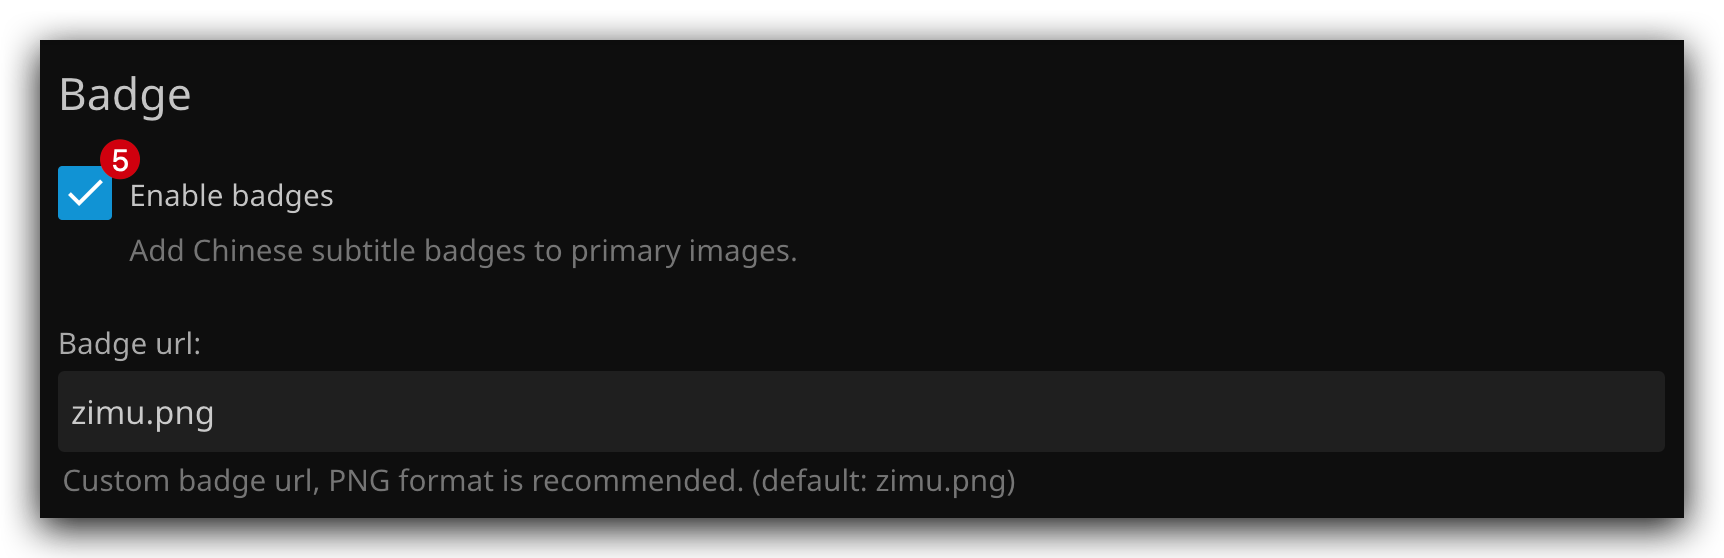 Badge
5
Enable badges
Add Chinese subtitle badges to primary images.
Badge url:
zimu.png
Custom badge url, PNG format is recommended. (default: zimu.png)